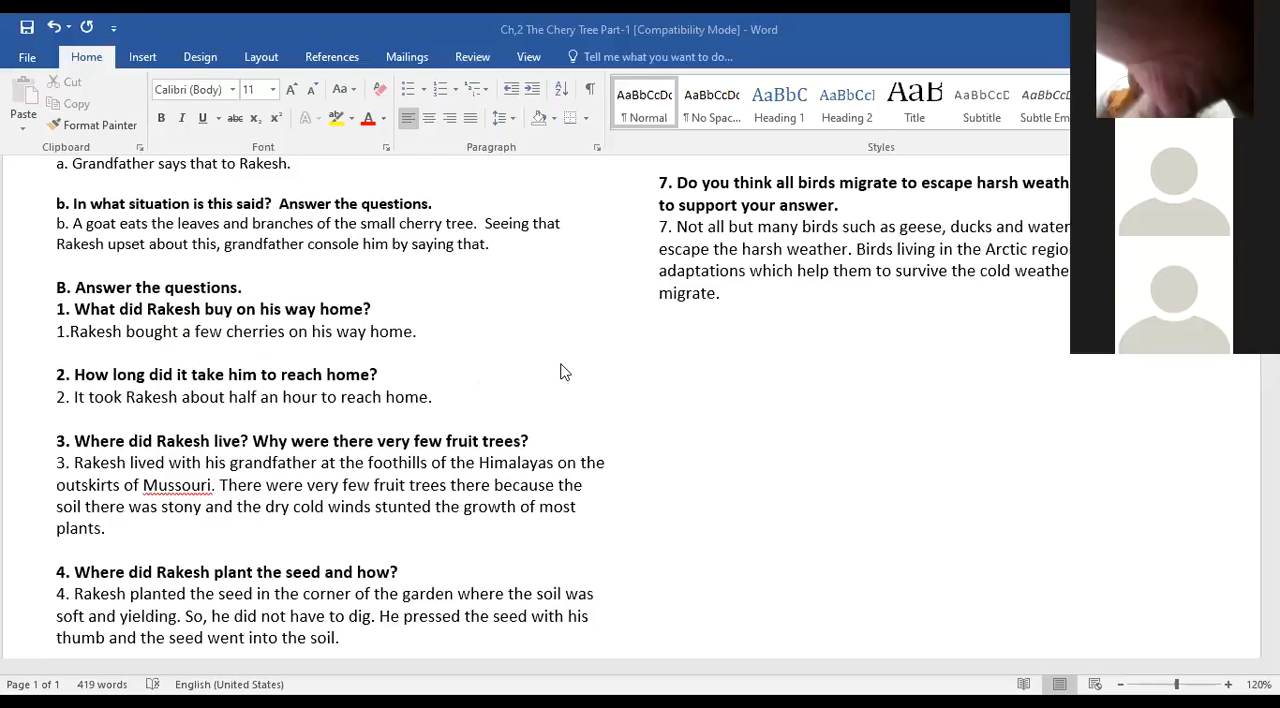 Ch,2 The Chery Tree Part-1 [Compatibility Mode] - Word
File Home Insert Design Layout References Mailings Review View Tell me what you want to do...
Cut
Copy
Paste
Format Painter
Calibri (Body) 11
Clipboard Font Paragraph Styles
AaBbCcDc AaBbCcDc AaBbC AaBbCcl AaB AaBbCcD AaBbCcD
¶ Normal ¶ No Spac... Heading 1 Heading 2 Title Subtitle Subtle Em
a. Grandfather says that to Rakesh.
b. In what situation is this said? Answer the questions.
b. A goat eats the leaves and branches of the small cherry tree. Seeing that
Rakesh upset about this, grandfather console him by saying that.
B. Answer the questions.
1. What did Rakesh buy on his way home?
1.Rakesh bought a few cherries on his way home.
2. How long did it take him to reach home?
2. It took Rakesh about half an hour to reach home.
3. Where did Rakesh live? Why were there very few fruit trees?
3. Rakesh lived with his grandfather at the foothills of the Himalayas on the
outskirts of Mussouri. There were very few fruit trees there because the
soil there was stony and the dry cold winds stunted the growth of most
plants.
4. Where did Rakesh plant the seed and how?
4. Rakesh planted the seed in the corner of the garden where the soil was
soft and yielding. So, he did not have to dig. He pressed the seed with his
thumb and the seed went into the soil.
7. Do you think all birds migrate to escape harsh weath
to support your answer.
7. Not all but many birds such as geese, ducks and water
escape the harsh weather. Birds living in the Arctic regio
adaptations which help them to survive the cold weathe
migrate.
Page 1 of 1 419 words English (United States) 120%